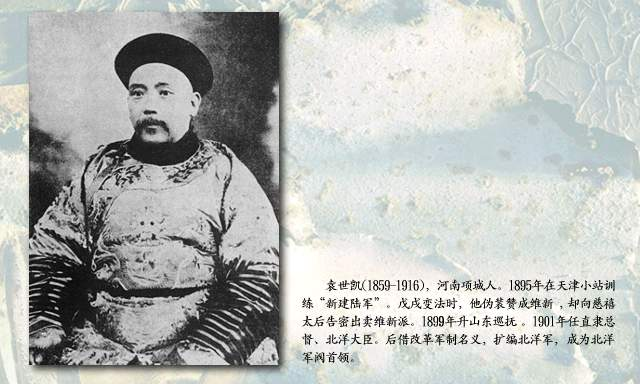 袁世凯(1859-1916)，河南项城人。1895年在天津小站训
练“新建陆军”。戊戌变法时，他伪装赞成维新，却向慈禧
太后告密出卖维新派。1899年升山东巡抚。1901年任直隶总
督、北洋大臣。后借改革军制名义，扩编北洋军，成为北洋
军阀首领。